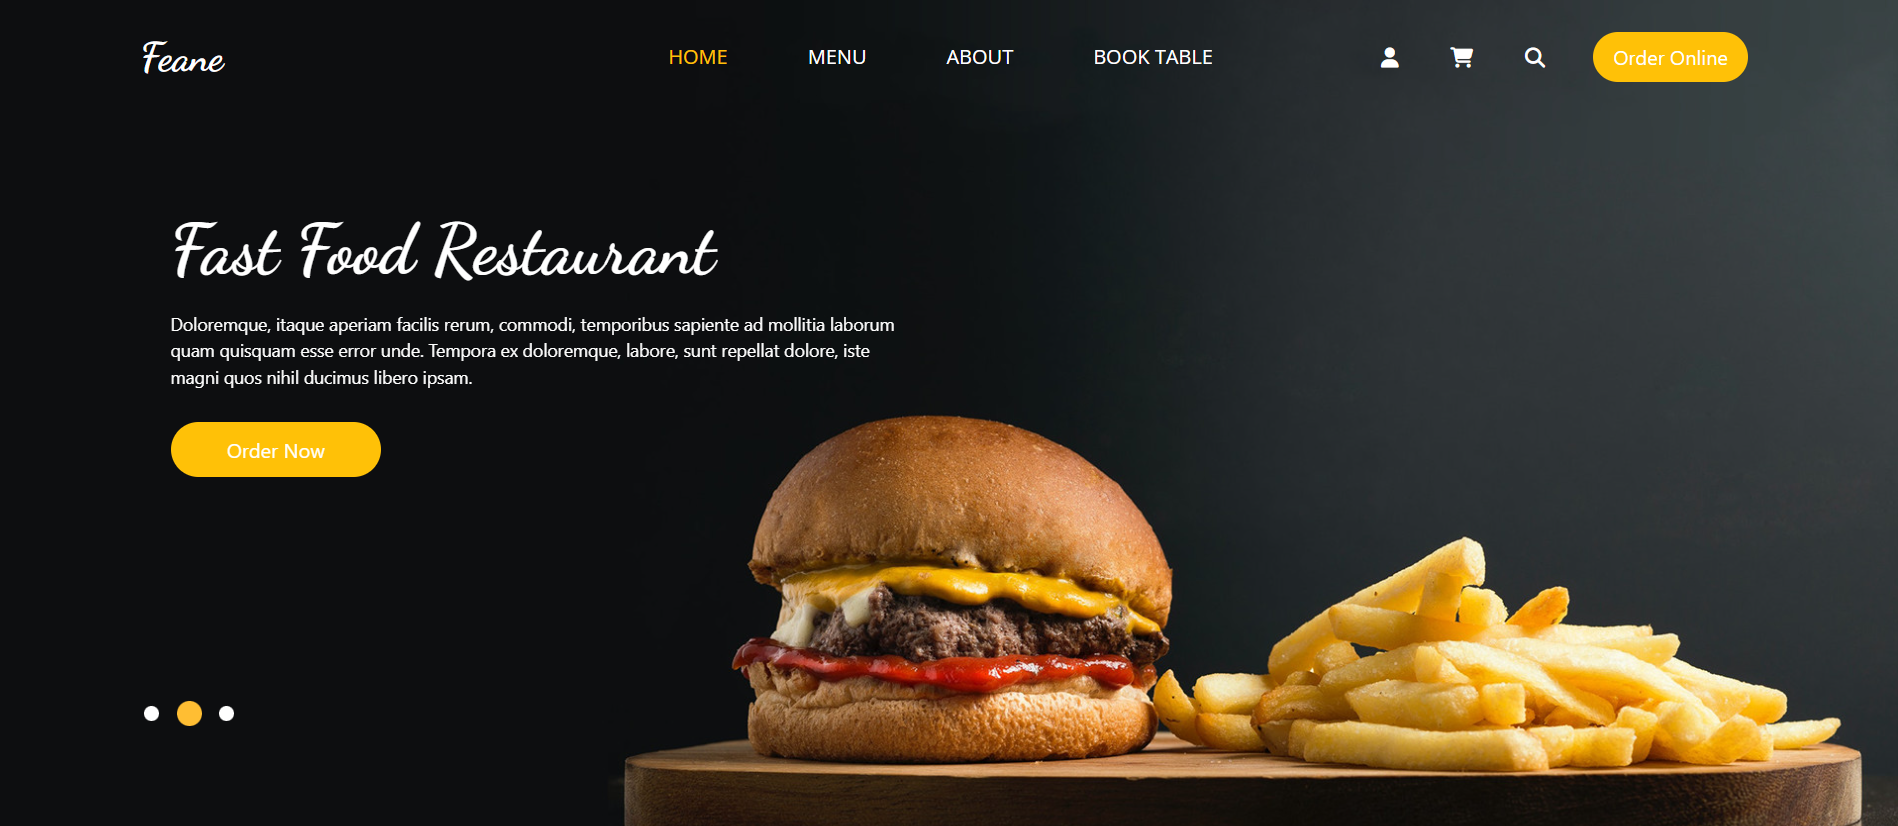 Feane
HOME
MENU
ABOUT
BOOK TABLE
Order Online
Fast Food Restaurant
Doloremque, itaque aperiam facilis rerum, commodi, temporibus sapiente ad mollitia laborum
quam quisquam esse error unde. Tempora ex doloremque, labore, sunt repellat dolore, iste
magni quos nihil ducimus libero ipsam.
Order Now